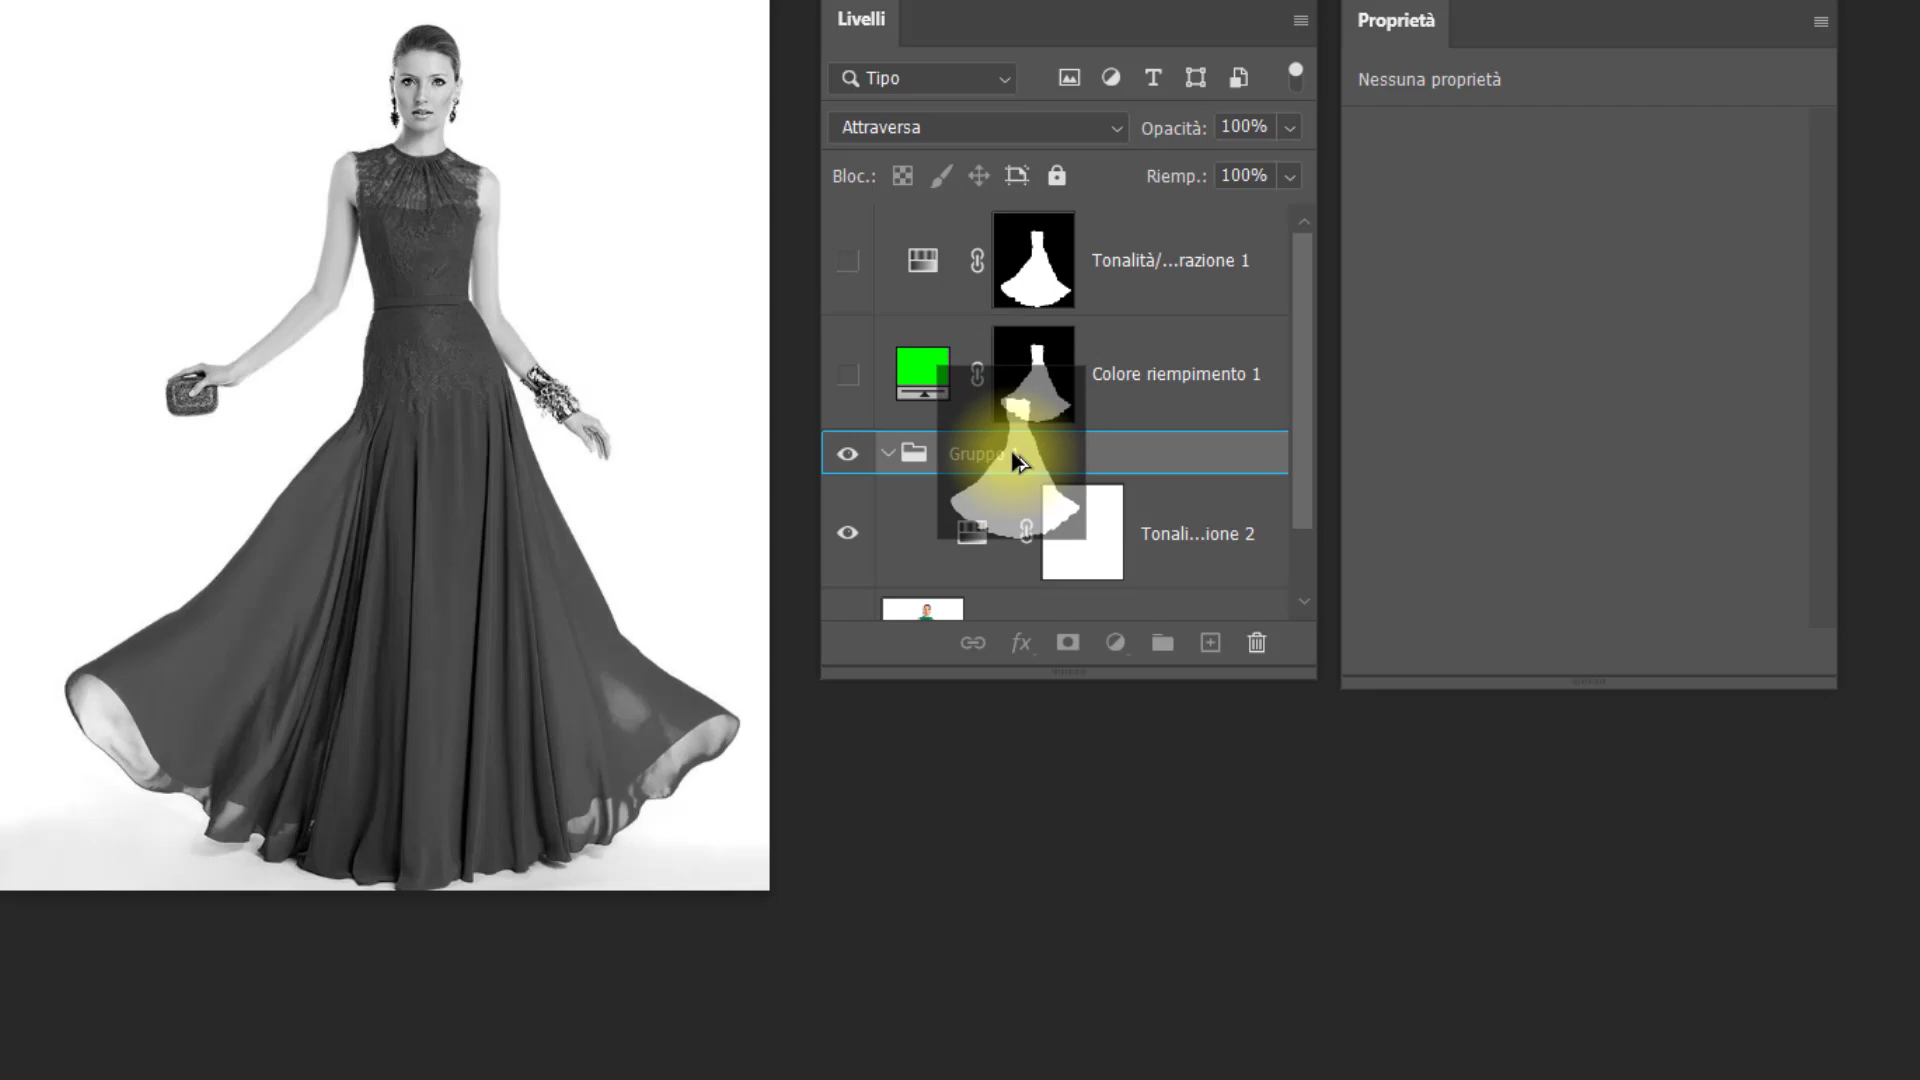 Livelli
Tipo
Attraversa
Opacità:
100%
Bloc.:
Riemp.:
100%
Tonalità/...razione 1
Colore riempimento 1
Gruppo
Tonali...ione 2
fx
Proprietà
Nessuna proprietà